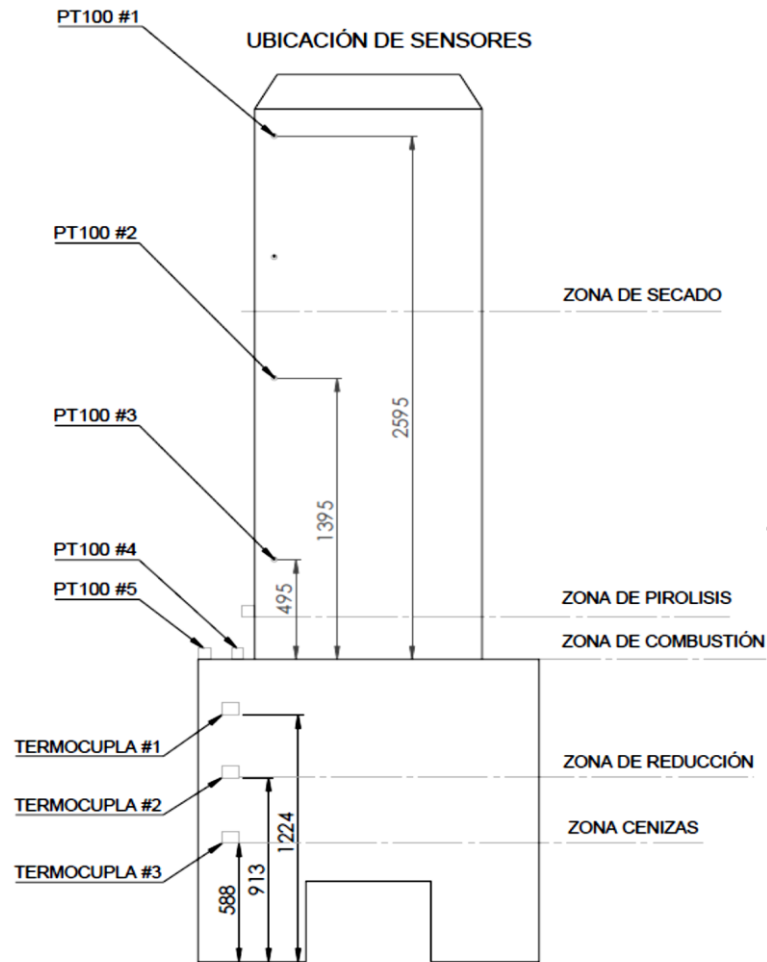 PT100 #1
UBICACIÓN DE SENSORES
PT100 #2
ZONA DE SECADO
2595
PT100 #3
1395
PT100 #4
495
PT100 #5
ZONA DE PIROLISIS
ZONA DE COMBUSTIÓN
TERMOCUPLA #1
ZONA DE REDUCCIÓN
TERMOCUPLA #2
1224
ZONA CENIZAS
913
TERMOCUPLA #3
588